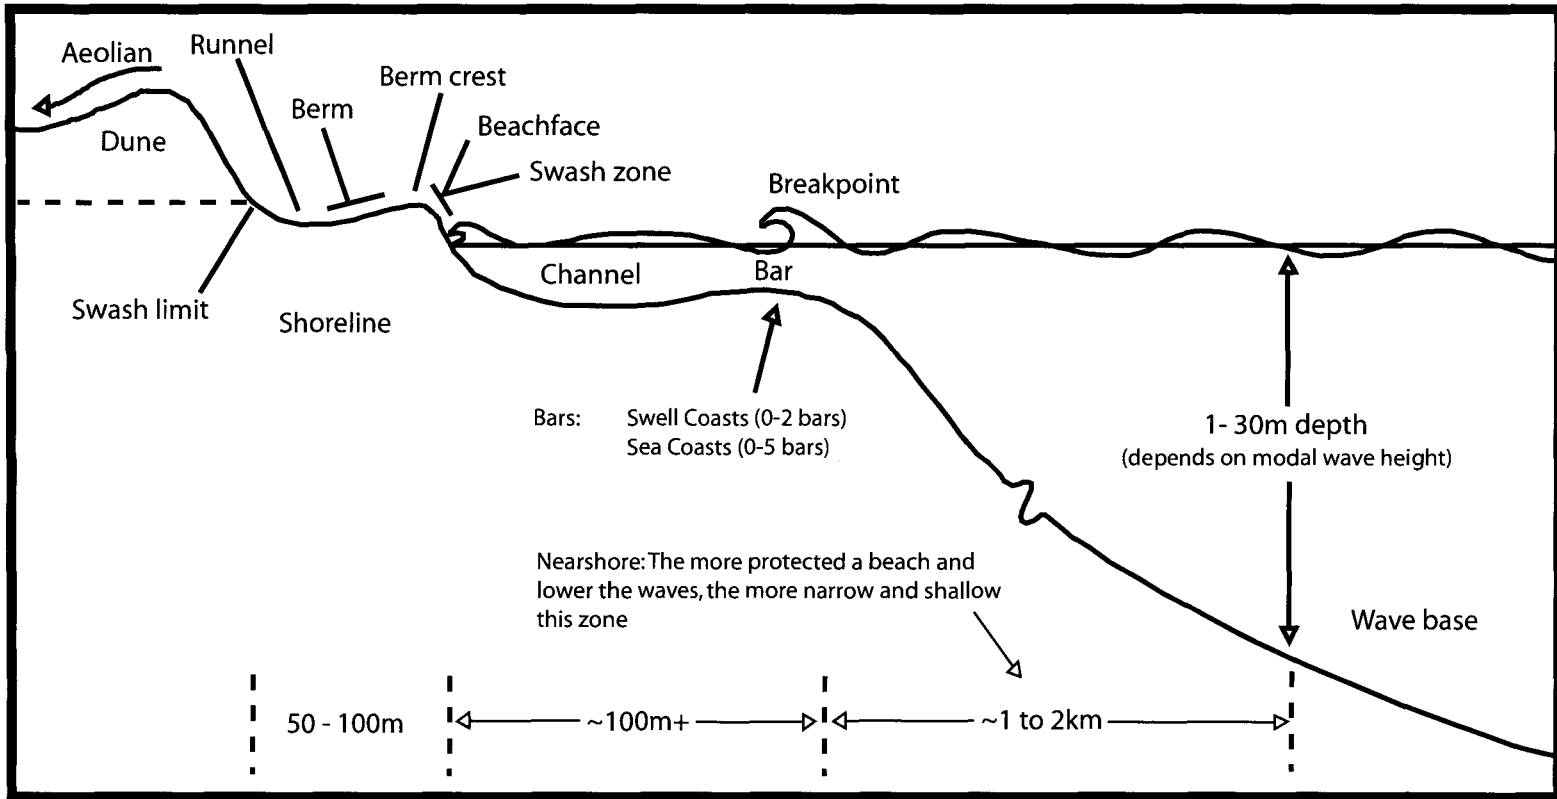 Aeolian
Runnel
Berm crest
Berm
Beachface
Dune
Swash zone
Breakpoint
Channel
Bar
Swash limit
Shoreline
Bars: Swell Coasts (0-2 bars)
Sea Coasts (0-5 bars)
1- 30m depth
(depends on modal wave height)
Nearshore: The more protected a beach and
lower the waves, the more narrow and shallow
this zone
Wave base
50 - 100m
~100m+
~1 to 2km